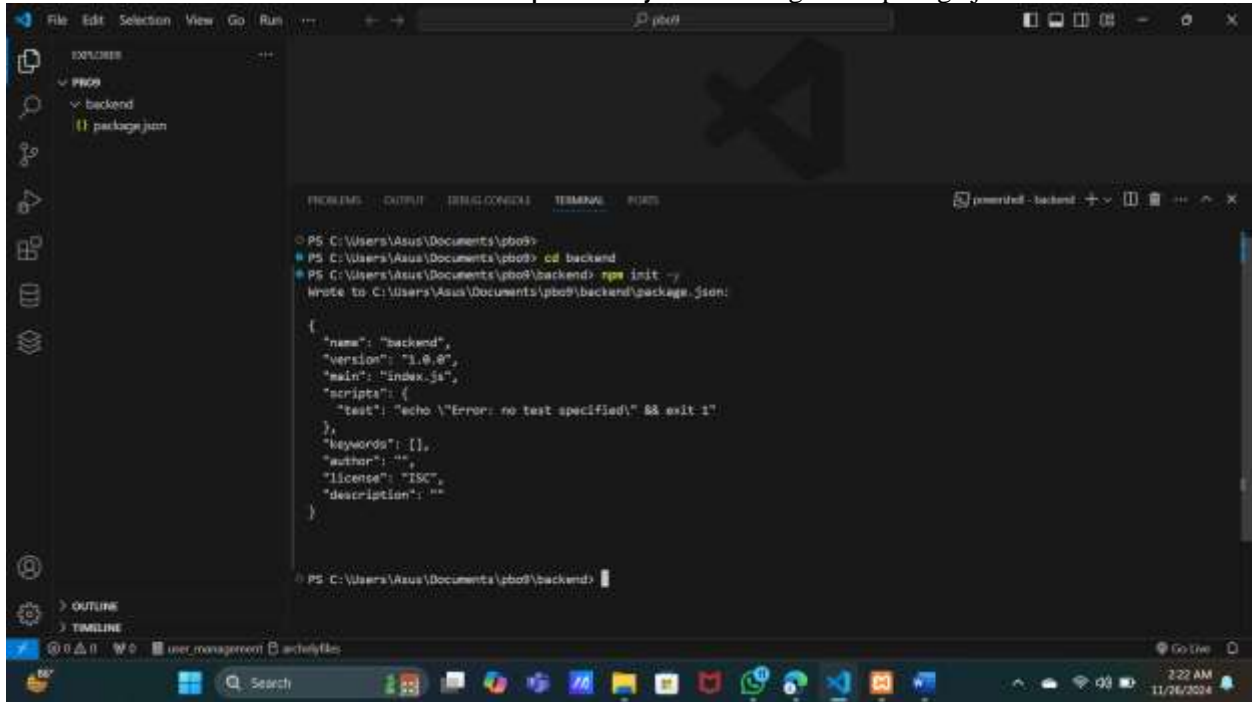 File Edit Selection View Go Run ...
pbo9
EXPLORER
PBO9
backend
{} package.json
PROBLEMS OUTPUT DEBUG CONSOLE TERMINAL PORTS
powershell - backend
PS C:\Users\Asus\Documents\pbo9>
PS C:\Users\Asus\Documents\pbo9> cd backend
PS C:\Users\Asus\Documents\pbo9\backend> npm init -y
Wrote to C:\Users\Asus\Documents\pbo9\backend\package.json:
{
"name": "backend",
"version": "1.0.0",
"main": "index.js",
"scripts": {
"test": "echo \"Error: no test specified\" && exit 1"
},
"keywords": [],
"author": "",
"license": "ISC",
"description": ""
}
PS C:\Users\Asus\Documents\pbo9\backend>
OUTLINE
TIMELINE
0 0 0 user_management
Go Live
Search
2:22 AM
11/26/2024